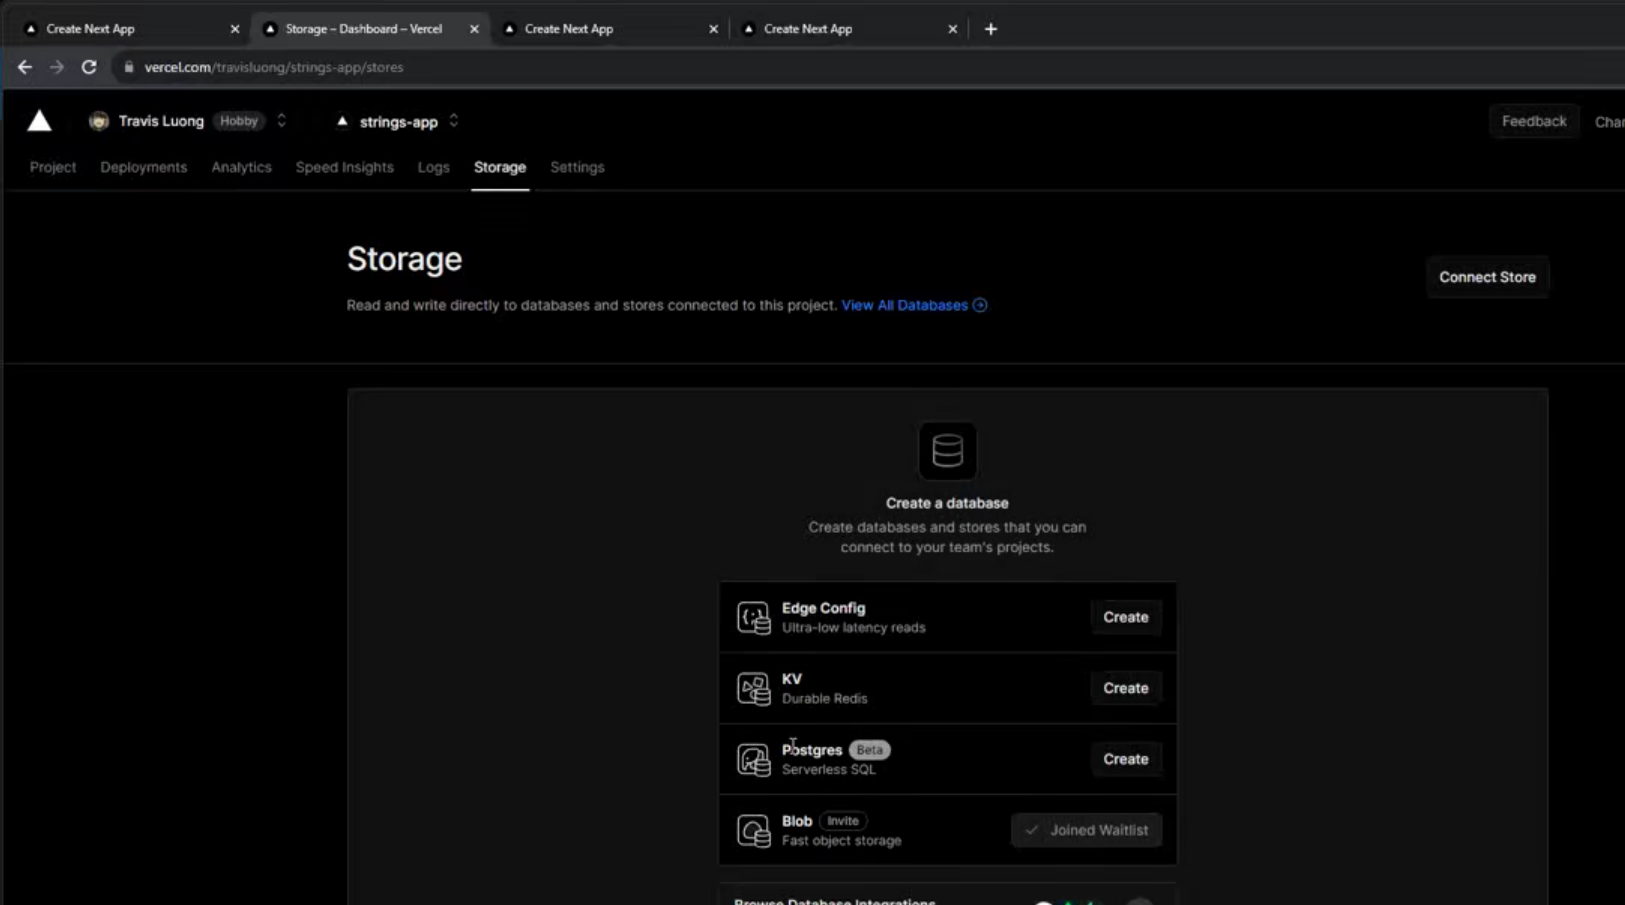 Create Next App
Storage – Dashboard – Vercel
Create Next App
Create Next App
vercel.com/travisluong/strings-app/stores
Travis Luong Hobby
strings-app
Feedback
Project Deployments Analytics Speed Insights Logs Storage Settings
Storage
Connect Store
Read and write directly to databases and stores connected to this project. View All Databases
Create a database
Create databases and stores that you can
connect to your team's projects.
Edge Config
Ultra-low latency reads
Create
KV
Durable Redis
Create
Postgres Beta
Serverless SQL
Create
Blob Invite
Fast object storage
Joined Waitlist
Browse Database Integrations